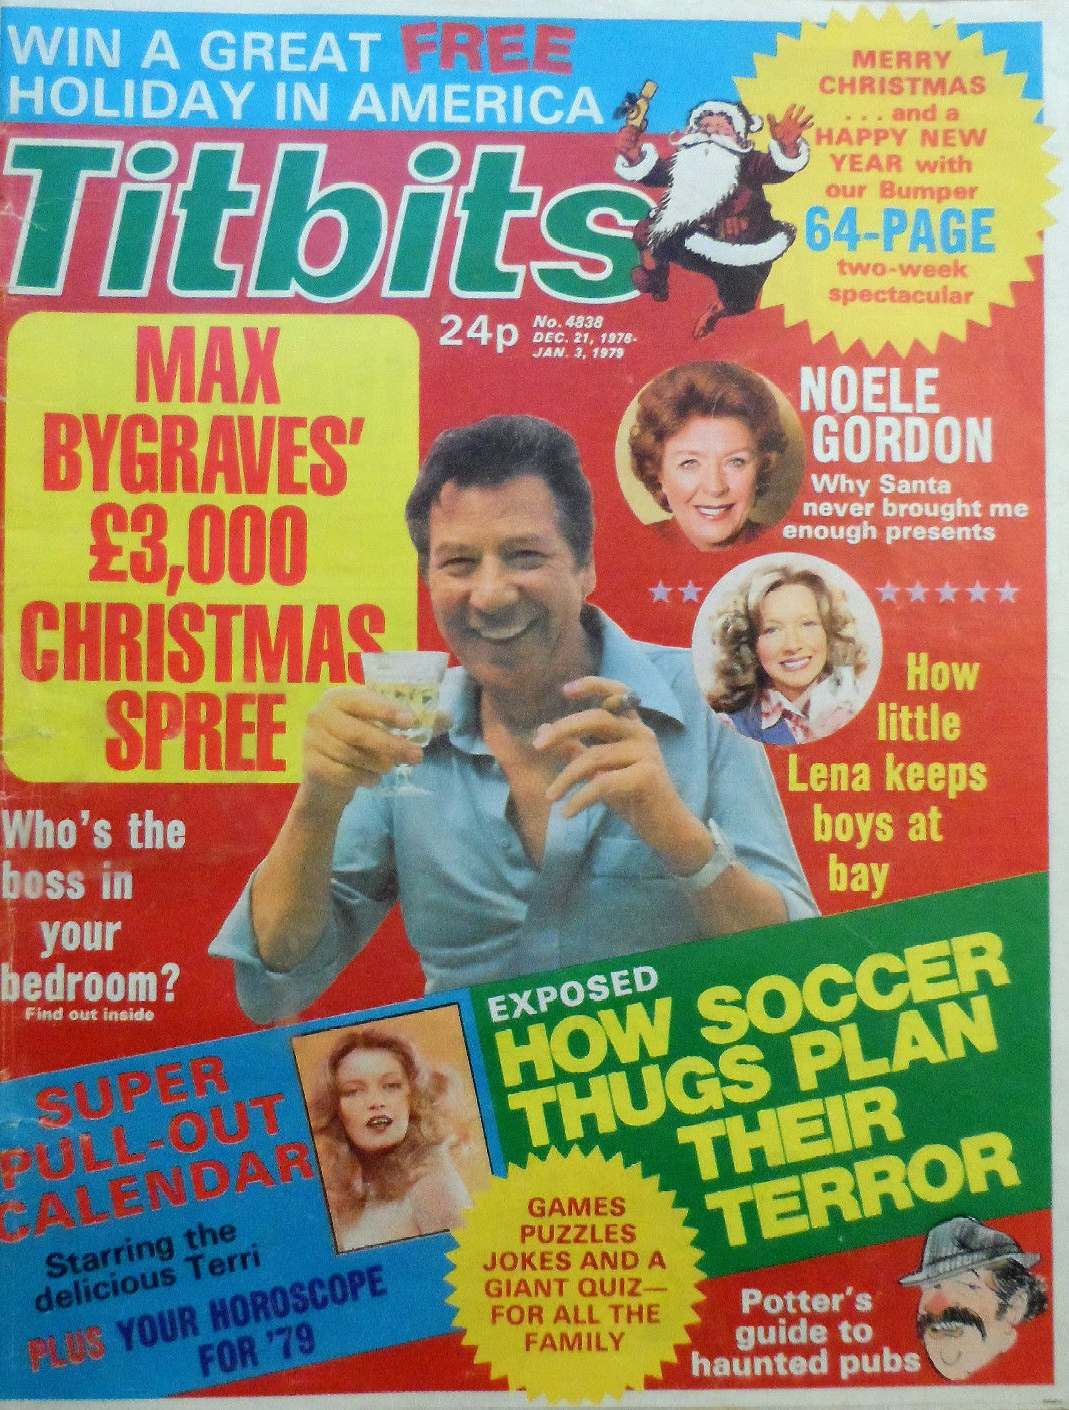 WIN A GREAT FREE
HOLIDAY IN AMERICA
MERRY
CHRISTMAS
...and a
HAPPY NEW
YEAR with
our Bumper
64-PAGE
two-week
spectacular
Titbits
24p
No. 4838
DEC. 21, 1978-
JAN. 3, 1979
MAX
BYGRAVES'
£3,000
CHRISTMAS
SPREE
NOELE
GORDON
Why Santa
never brought me
enough presents
How
little
Lena keeps
boys at
bay
Who's the
boss in
your
bedroom?
Find out inside
EXPOSED
HOW SOCCER
THUGS PLAN
THEIR
TERROR
SUPER
PULL-OUT
CALENDAR
Starring the
delicious Terri
PLUS YOUR HOROSCOPE
FOR '79
GAMES
PUZZLES
JOKES AND A
GIANT QUIZ—
FOR ALL THE
FAMILY
Potter's
guide to
haunted pubs